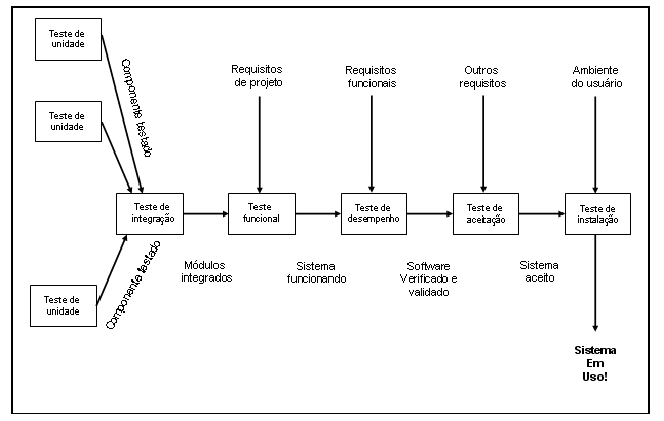 Teste de
unidade
Componente testado
Teste de
unidade
Requisitos
de projeto
Requisitos
funcionais
Outros
requisitos
Ambiente
do usuário
Teste de
integração
Teste
funcional
Teste de
desempenho
Teste de
aceitação
Teste de
instalação
Componente testado
Módulos
integrados
Sistema
funcionando
Software
Verificado e
validado
Sistema
aceito
Teste de
unidade
Sistema
Em
Uso!